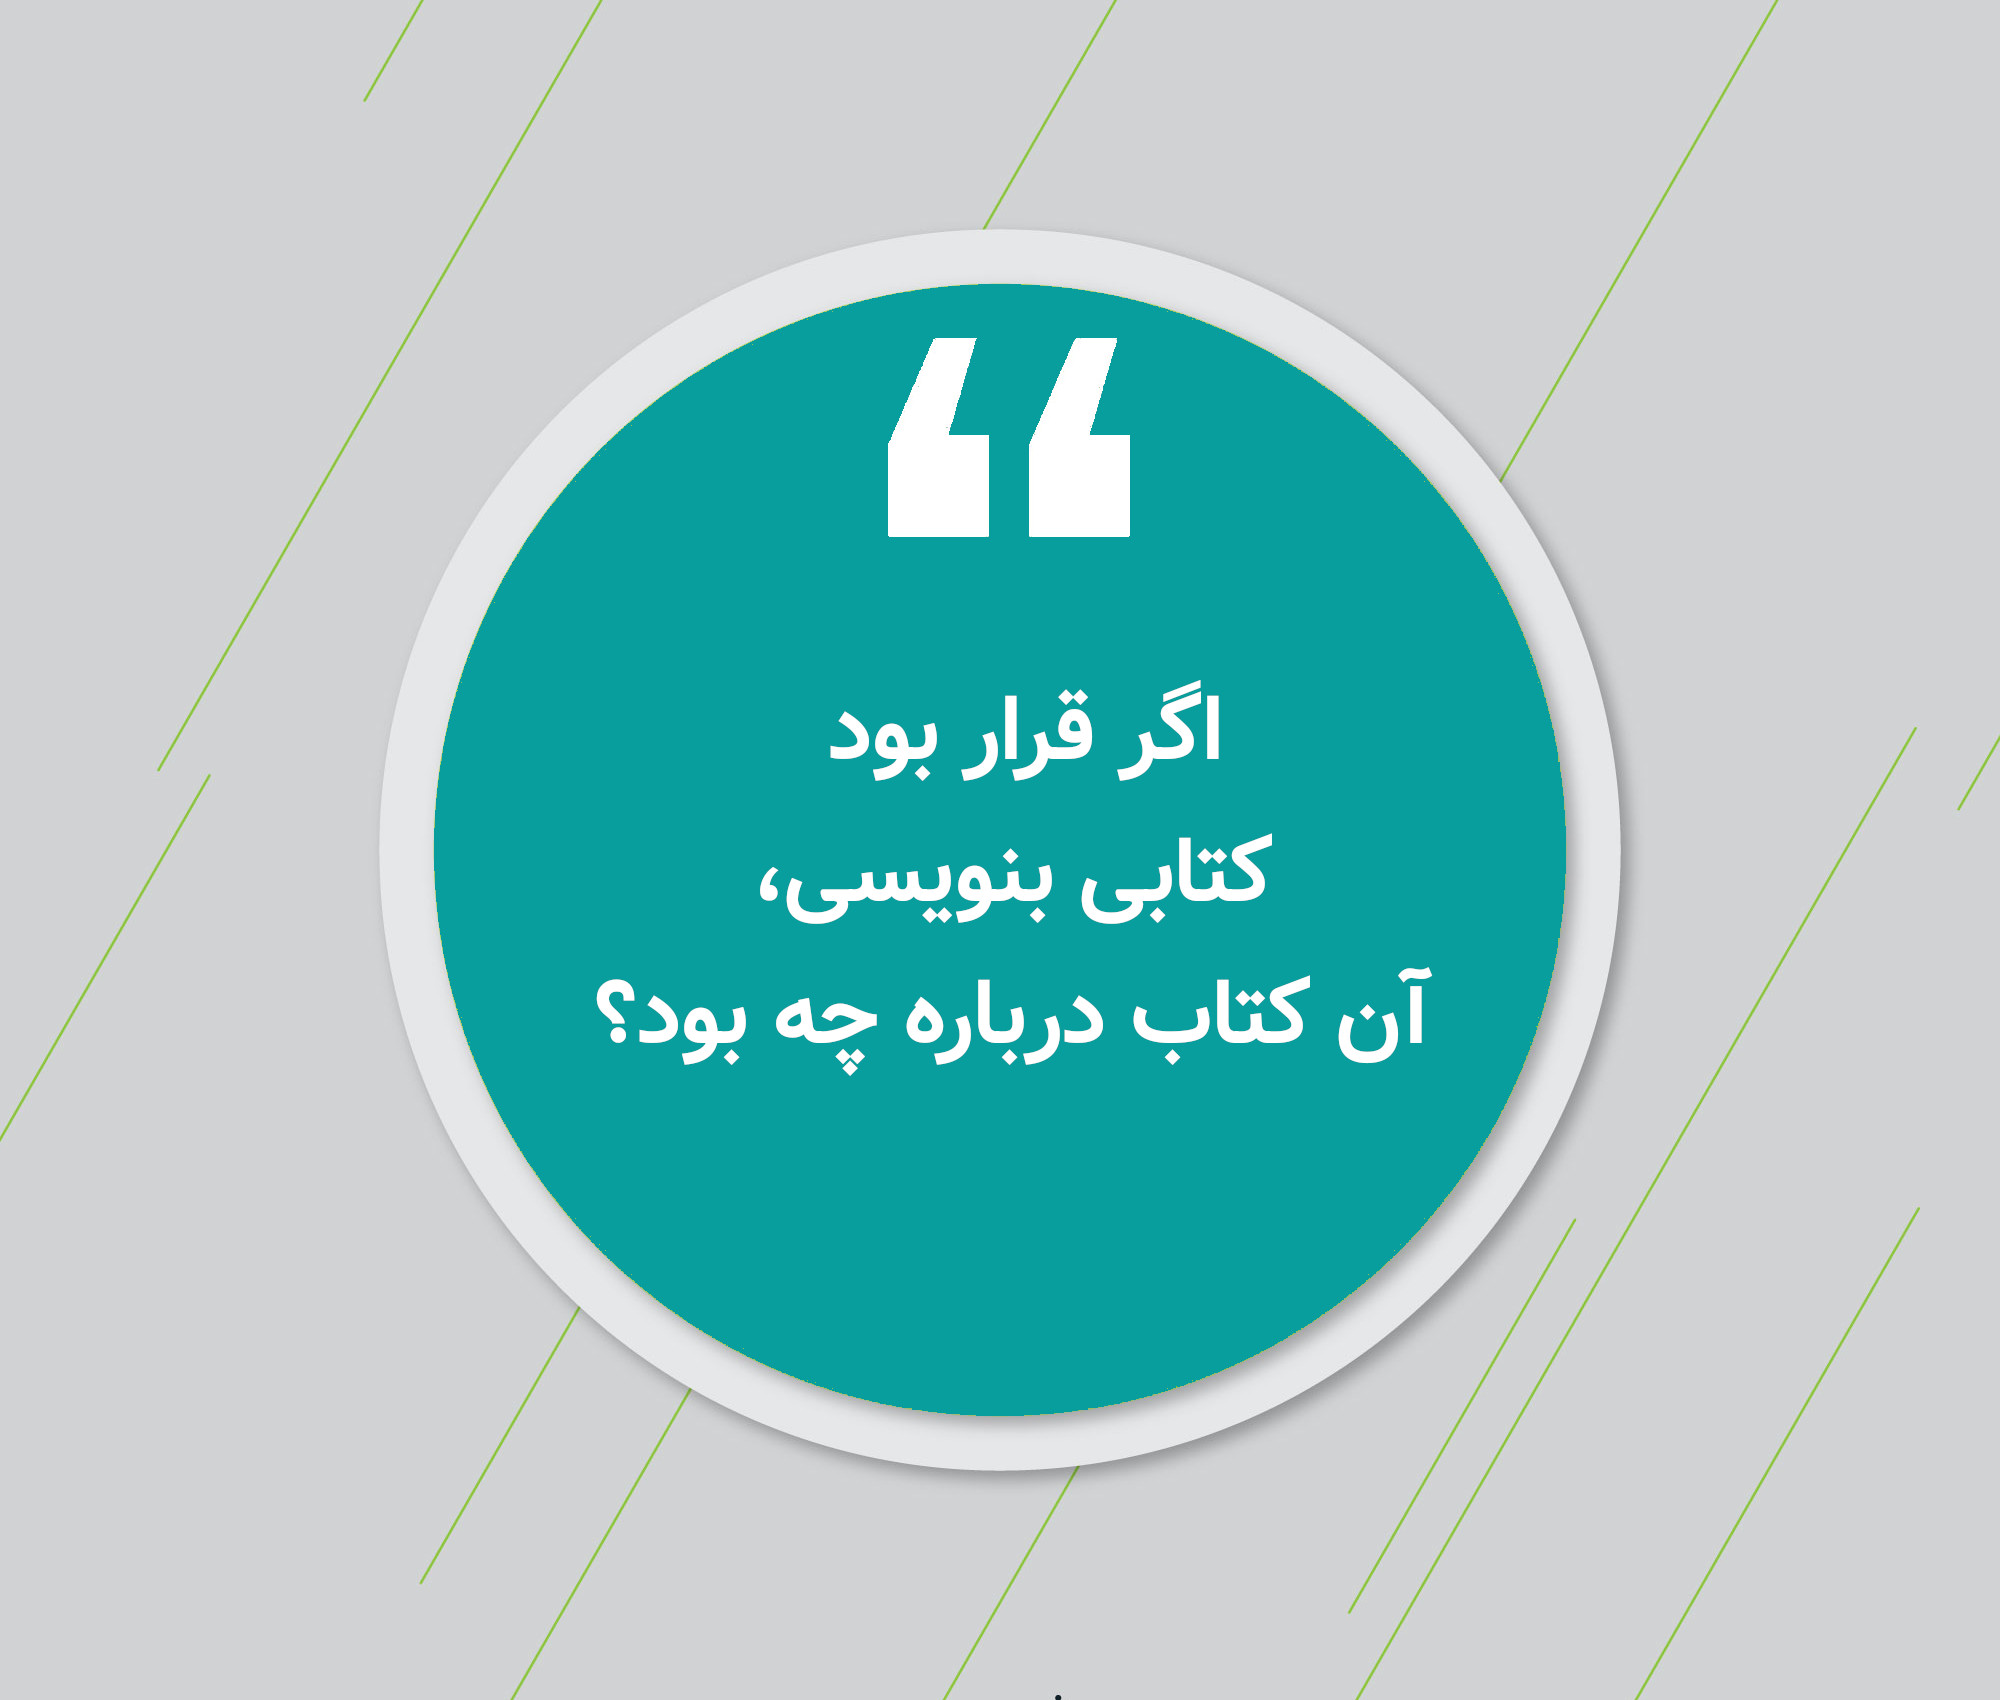 اگر قرار بود
کتابی بنویسی،
آن کتاب درباره چه بود؟